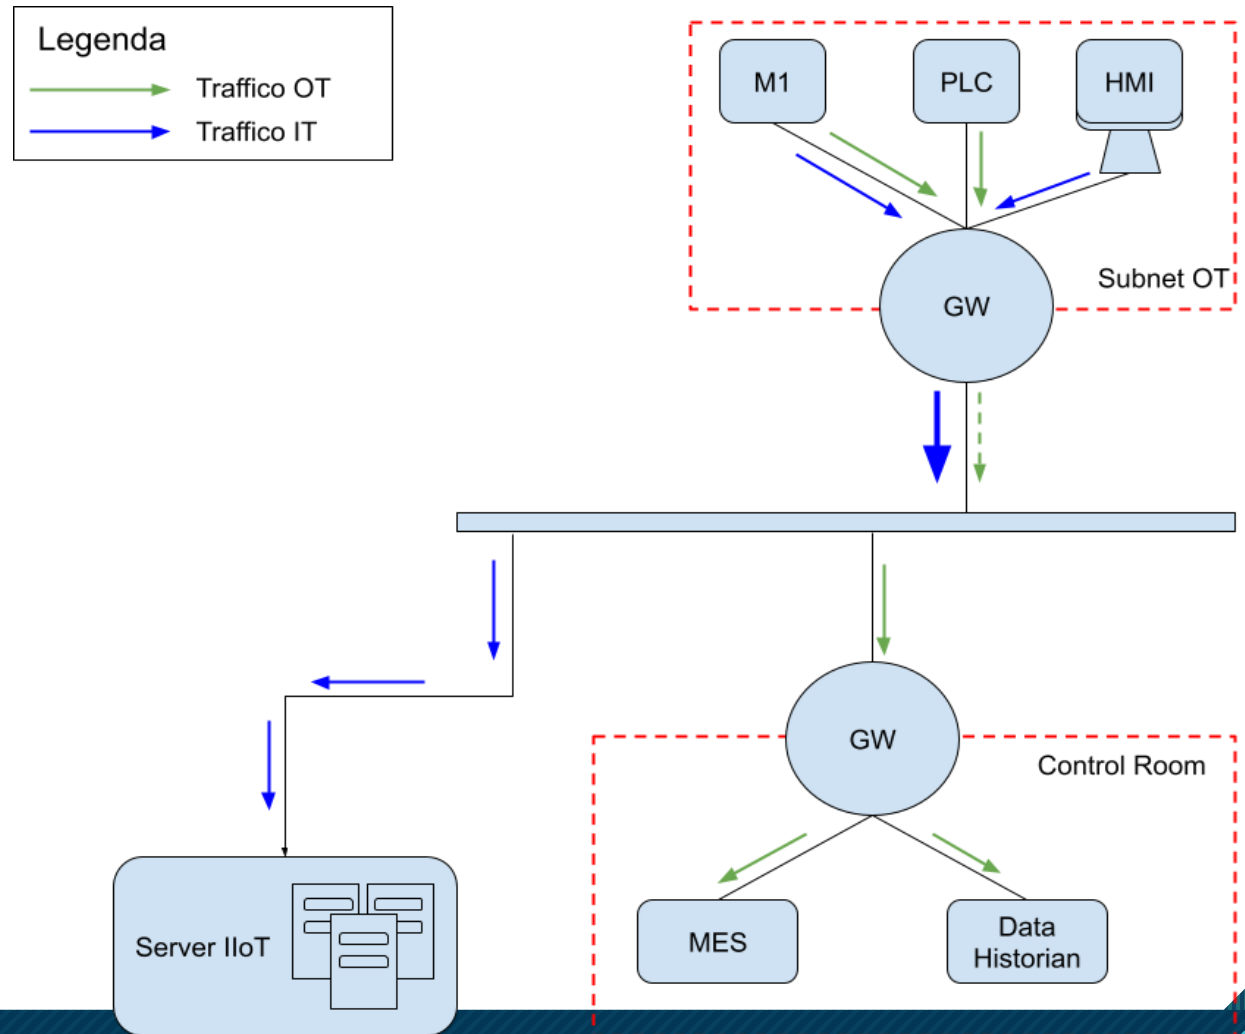 Legenda
Traffico OT
Traffico IT
M1
PLC
HMI
GW
Subnet OT
GW
Control Room
Server IIoT
MES
Data
Historian